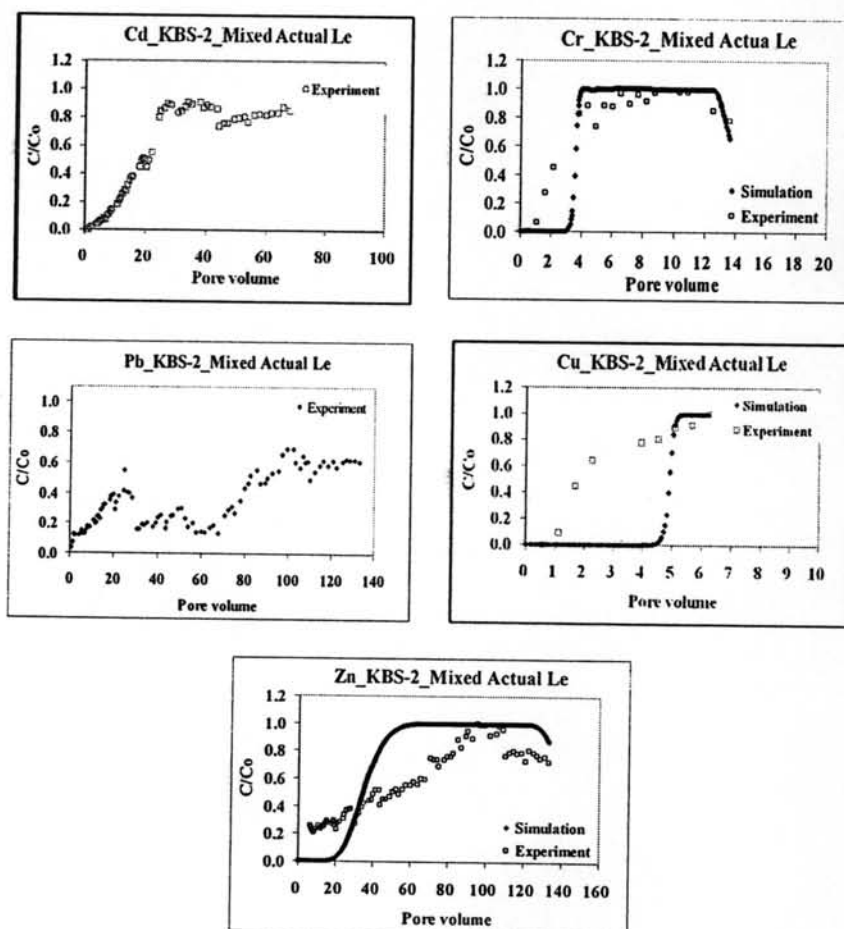 Cd_KBS-2_Mixed Actual Le
1.2
1.0
0.8
0.6
0.4
0.2
0.0
C/Co
Experiment
0 20 40 60 80 100
Pore volume
Cr_KBS-2_Mixed Actua Le
1.2
1.0
0.8
0.6
0.4
0.2
0.0
C/Co
Simulation
Experiment
0 2 4 6 8 10 12 14 16 18 20
Pore volume
Pb_KBS-2_Mixed Actual Le
1.0
0.8
0.6
0.4
0.2
0.0
C/Co
Experiment
0 20 40 60 80 100 120 140
Pore volume
Cu_KBS-2_Mixed Actual Le
1.2
1.0
0.8
0.6
0.4
0.2
0.0
C/Co
Simulation
Experiment
0 1 2 3 4 5 6 7 8 9 10
Pore volume
Zn_KBS-2_Mixed Actual Le
1.2
1.0
0.8
0.6
0.4
0.2
0.0
C/Co
Simulation
Experiment
0 20 40 60 80 100 120 140 160
Pore volume